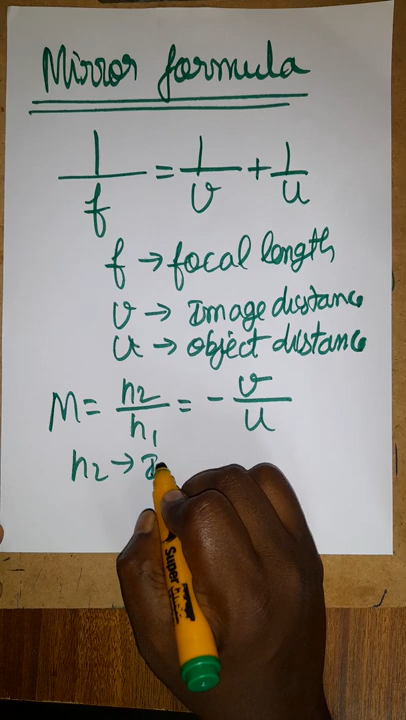 Mirror formula
1/f = 1/v + 1/u
f → focal length
v → Image distance
u → object distance
M = h2/h1 = - v/u
h2 → I
Super